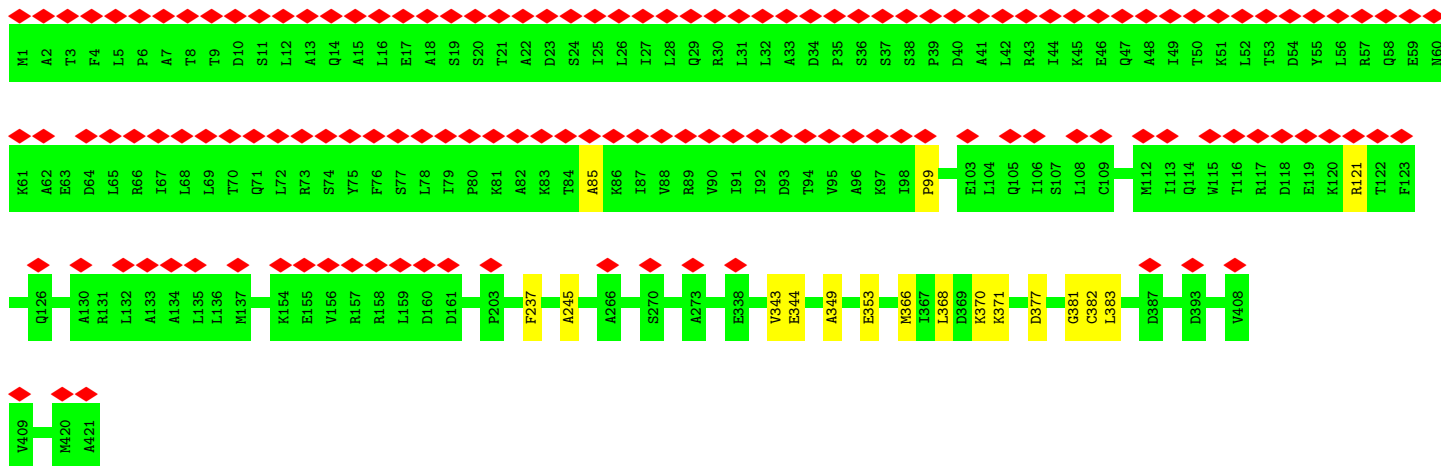 M1 A2 T3 F4 L5 P6 A7 T8 T9 D10 S11 L12 A13 Q14 A15 L16 E17 A18 S19 S20 T21 A22 D23 S24 I25 L26 I27 L28 Q29 R30 L31 L32 A33 D34 P35 S36 S37 S38 P39 D40 A41 L42 R43 I44 K45 E46 Q47 A48 I49 T50 K51 L52 T53 D54 Y55 L56 R57 Q58 E59 N60
K61 A62 E63 D64 L65 R66 I67 L68 L69 T70 Q71 L72 R73 S74 Y75 F76 S77 L78 I79 P80 K81 A82 K83 T84 A85 K86 I87 V88 R89 V90 I91 I92 D93 T94 V95 A96 K97 I98 P99 E103 L104 Q105 I106 S107 L108 C109 M112 I113 Q114 W115 T116 R117 D118 E119 K120 R121 T122 F123
Q126 A130 R131 L132 A133 A134 L135 L136 M137 K154 E155 V156 R157 R158 L159 D160 D161 P203 F237 A245 A266 S270 A273 E338 V343 E344 A349 E353 M366 I367 L368 D369 K370 K371 D377 G381 C382 L383 D387 D393 V408
V409 M420 A421